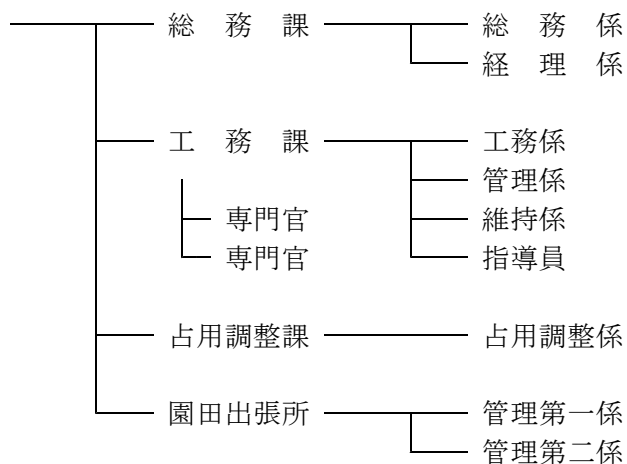 総　務　課　総　務　係
経　理　係
工　務　課　工務係
管理係
専門官　維持係
専門官　指導員
占用調整課　占用調整係
園田出張所　管理第一係
管理第二係